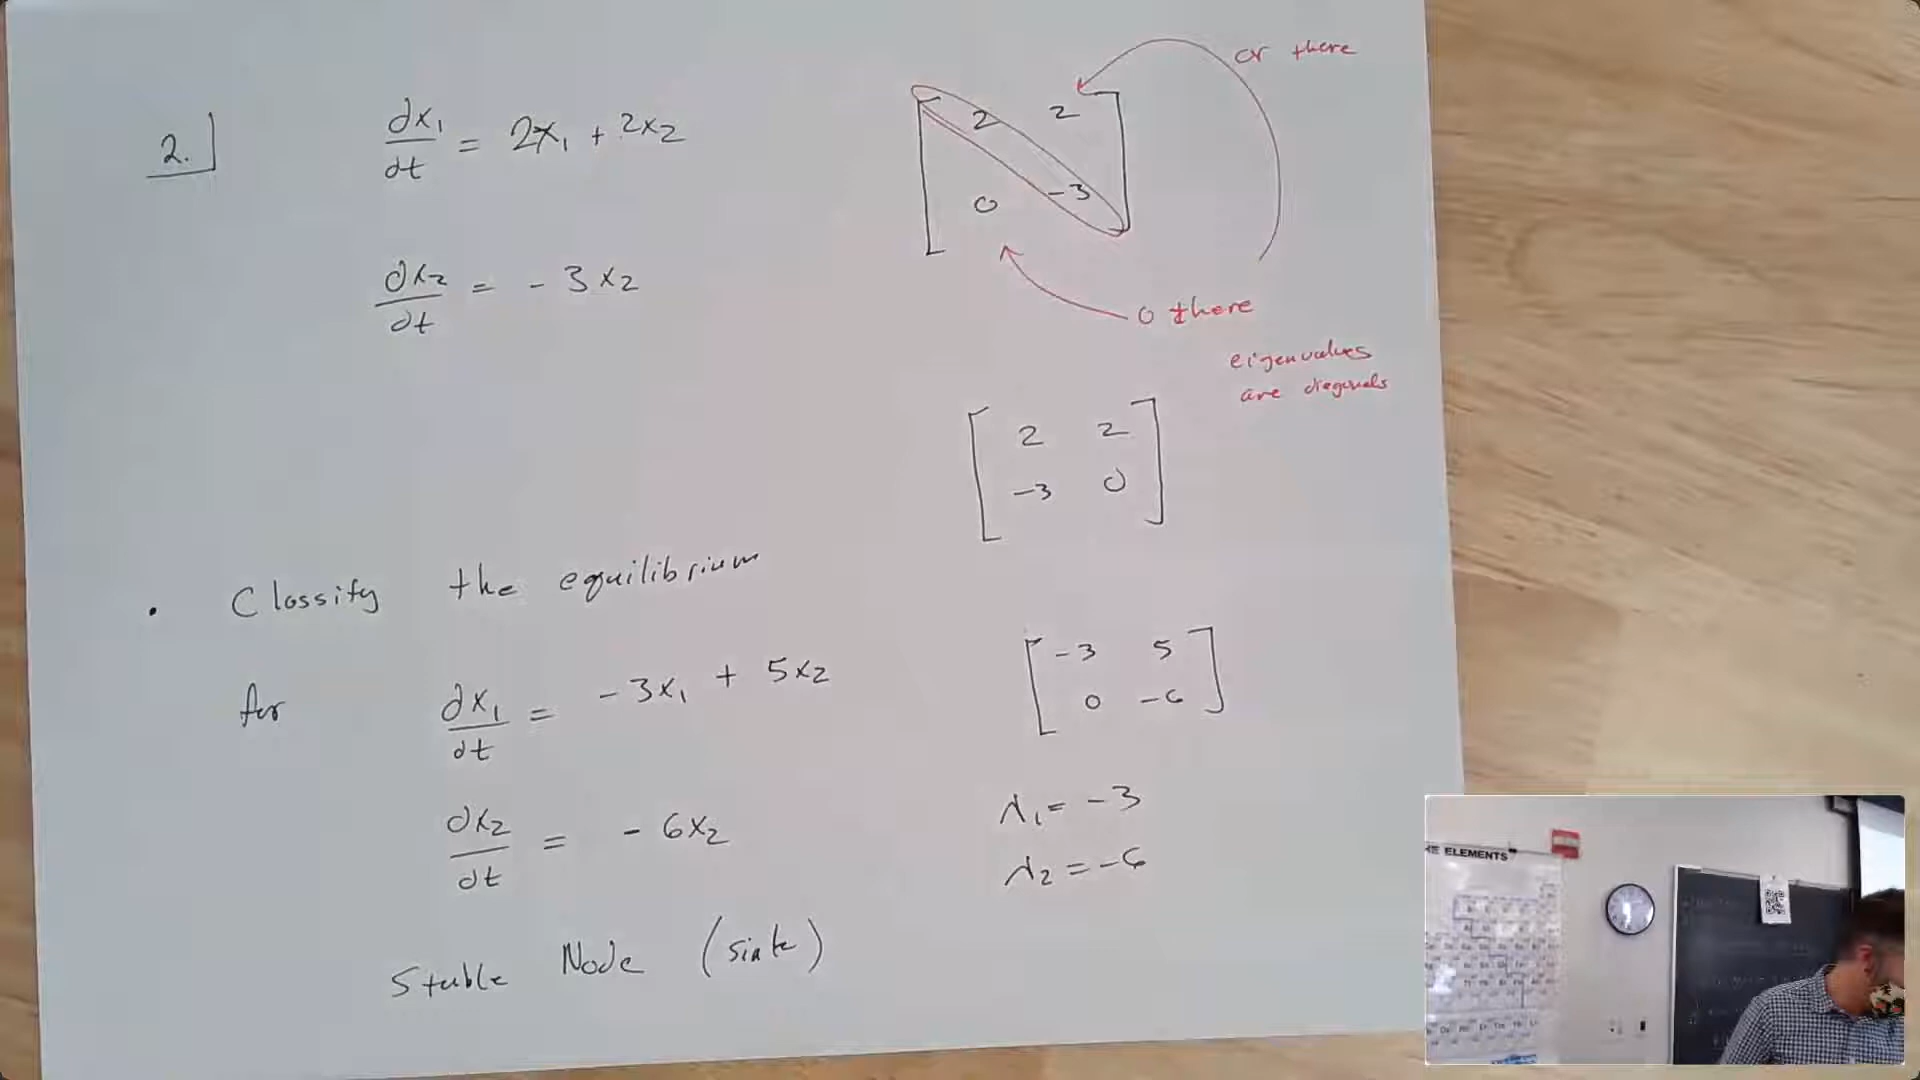 2.
dx₁/dt = 2x₁ + 2x₂
dx₂/dt = - 3x₂
[ 2 2
0 -3 ]
or there
0 there
eigenvalues
are diagonals
[ 2 2
-3 0 ]
• Classify the equilibrium
for dx₁/dt = -3x₁ + 5x₂
dx₂/dt = - 6x₂
[ -3 5
0 -6 ]
λ₁ = -3
λ₂ = -6
Stable Node (sink)
HE ELEMENTS